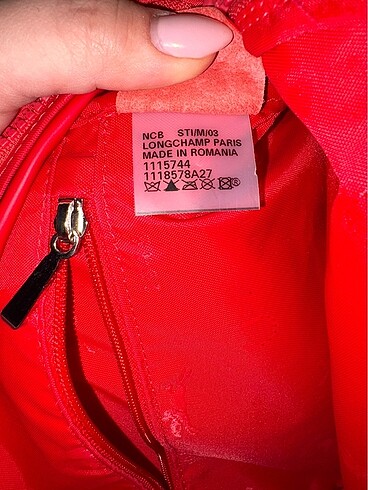 NCB STI/M/03
LONGCHAMP PARIS
MADE IN ROMANIA
1115744
1118578A27